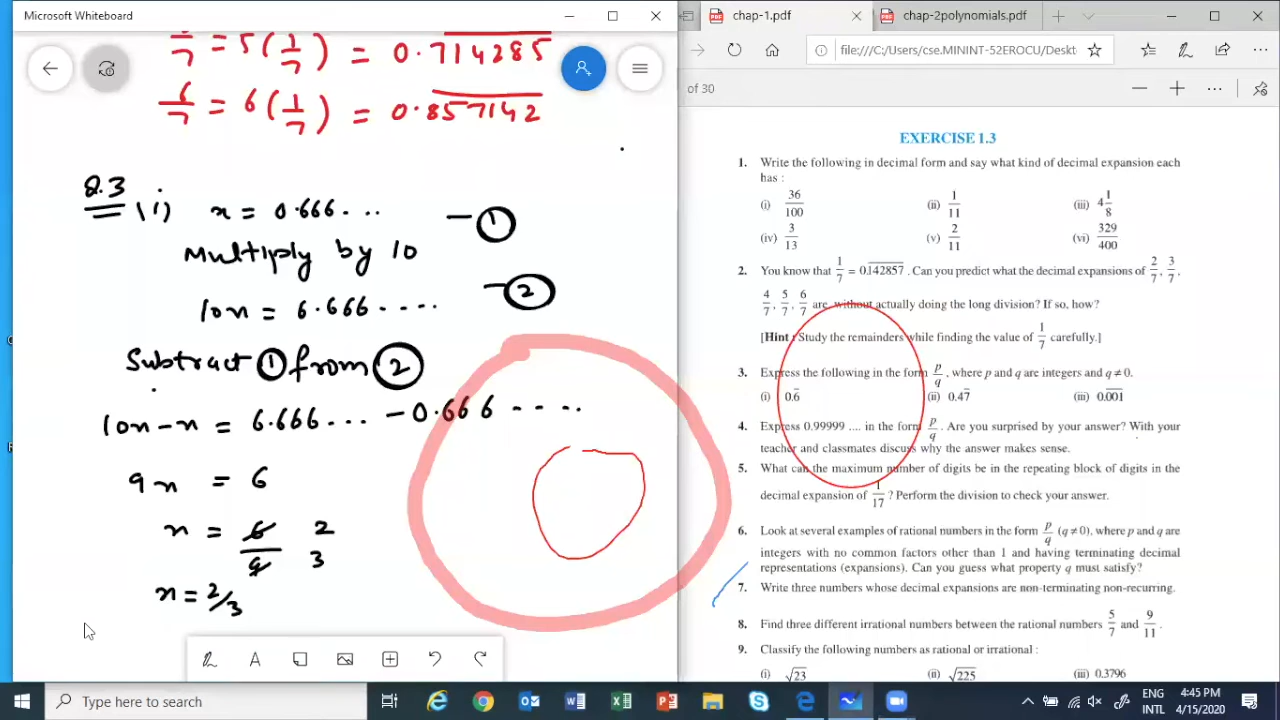 Microsoft Whiteboard
= 5(1/7) = 0.714285
6/7 = 6(1/7) = 0.857142
Q.3 (i) x = 0.666... - ①
Multiply by 10
10x = 6.666.... - ②
Subtract ① from ②
10x - x = 6.666... - 0.666....
9x = 6
x = 6/9 2/3
x = 2/3
chap-1.pdf
chap-2polynomials.pdf
file:///C:/Users/cse.MININT-52EROCU/Deskt
of 30
EXERCISE 1.3
1. Write the following in decimal form and say what kind of decimal expansion each
has :
(i) 36/100 (ii) 1/11 (iii) 4 1/8
(iv) 3/13 (v) 2/11 (vi) 329/400
2. You know that 1/7 = 0.142857. Can you predict what the decimal expansions of 2/7, 3/7,
4/7, 5/7, 6/7 are, without actually doing the long division? If so, how?
[Hint : Study the remainders while finding the value of 1/7 carefully.]
3. Express the following in the form p/q, where p and q are integers and q ≠ 0.
(i) 0.6̅ (ii) 0.47̅ (iii) 0.0̅0̅1̅
4. Express 0.99999 .... in the form p/q. Are you surprised by your answer? With your
teacher and classmates discuss why the answer makes sense.
5. What can the maximum number of digits be in the repeating block of digits in the
decimal expansion of 1/17? Perform the division to check your answer.
6. Look at several examples of rational numbers in the form p/q (q ≠ 0), where p and q are
integers with no common factors other than 1 and having terminating decimal
representations (expansions). Can you guess what property q must satisfy?
7. Write three numbers whose decimal expansions are non-terminating non-recurring.
8. Find three different irrational numbers between the rational numbers 5/7 and 9/11.
9. Classify the following numbers as rational or irrational :
(i) √23 (ii) √225 (iii) 0.3796
Type here to search
ENG
INTL
4:45 PM
4/15/2020